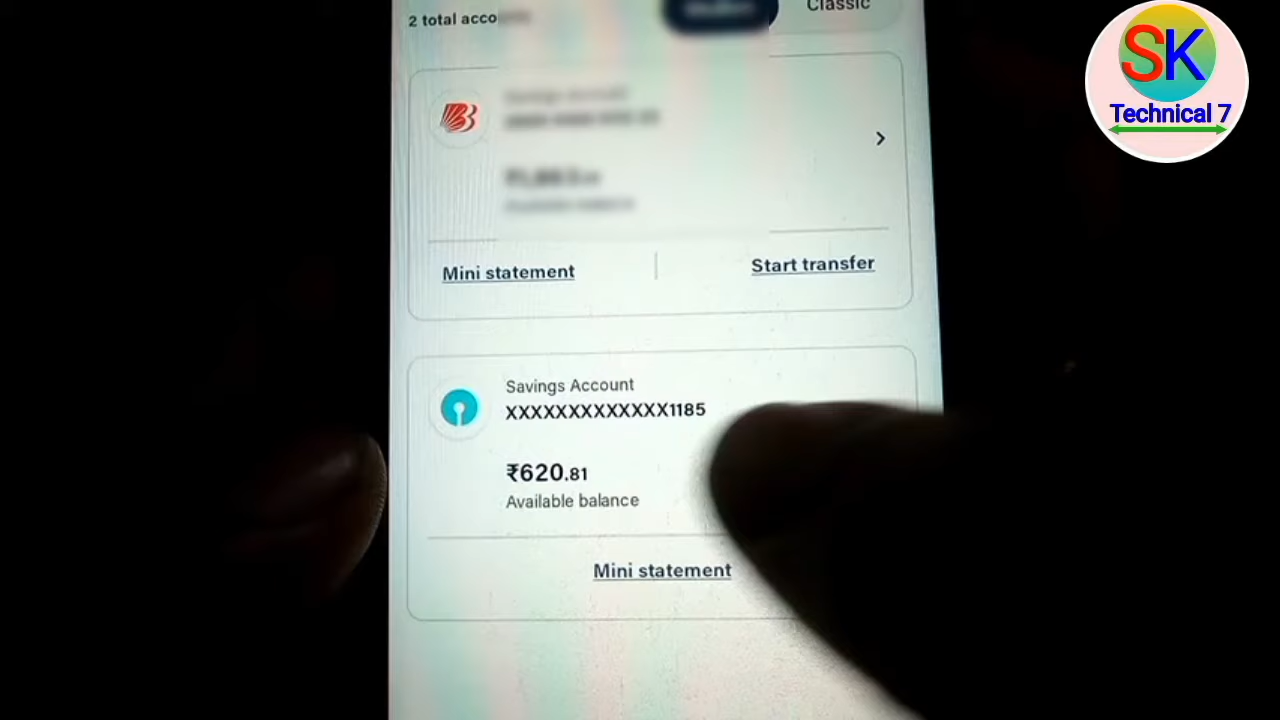 2 total acco
Classic
SK
Technical 7
Mini statement
Start transfer
Savings Account
XXXXXXXXXXXXX1185
₹620.81
Available balance
Mini statement